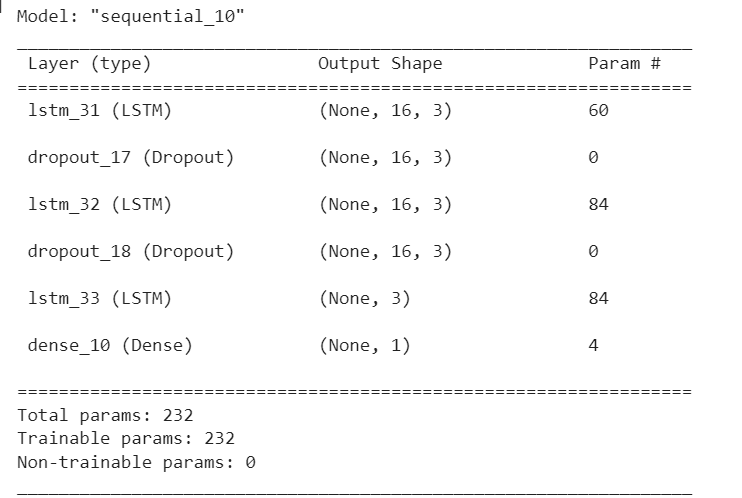 Model: "sequential_10"
_________________________________________________________________
Layer (type) Output Shape Param #
=================================================================
lstm_31 (LSTM) (None, 16, 3) 60
dropout_17 (Dropout) (None, 16, 3) 0
lstm_32 (LSTM) (None, 16, 3) 84
dropout_18 (Dropout) (None, 16, 3) 0
lstm_33 (LSTM) (None, 3) 84
dense_10 (Dense) (None, 1) 4
=================================================================
Total params: 232
Trainable params: 232
Non-trainable params: 0
_________________________________________________________________